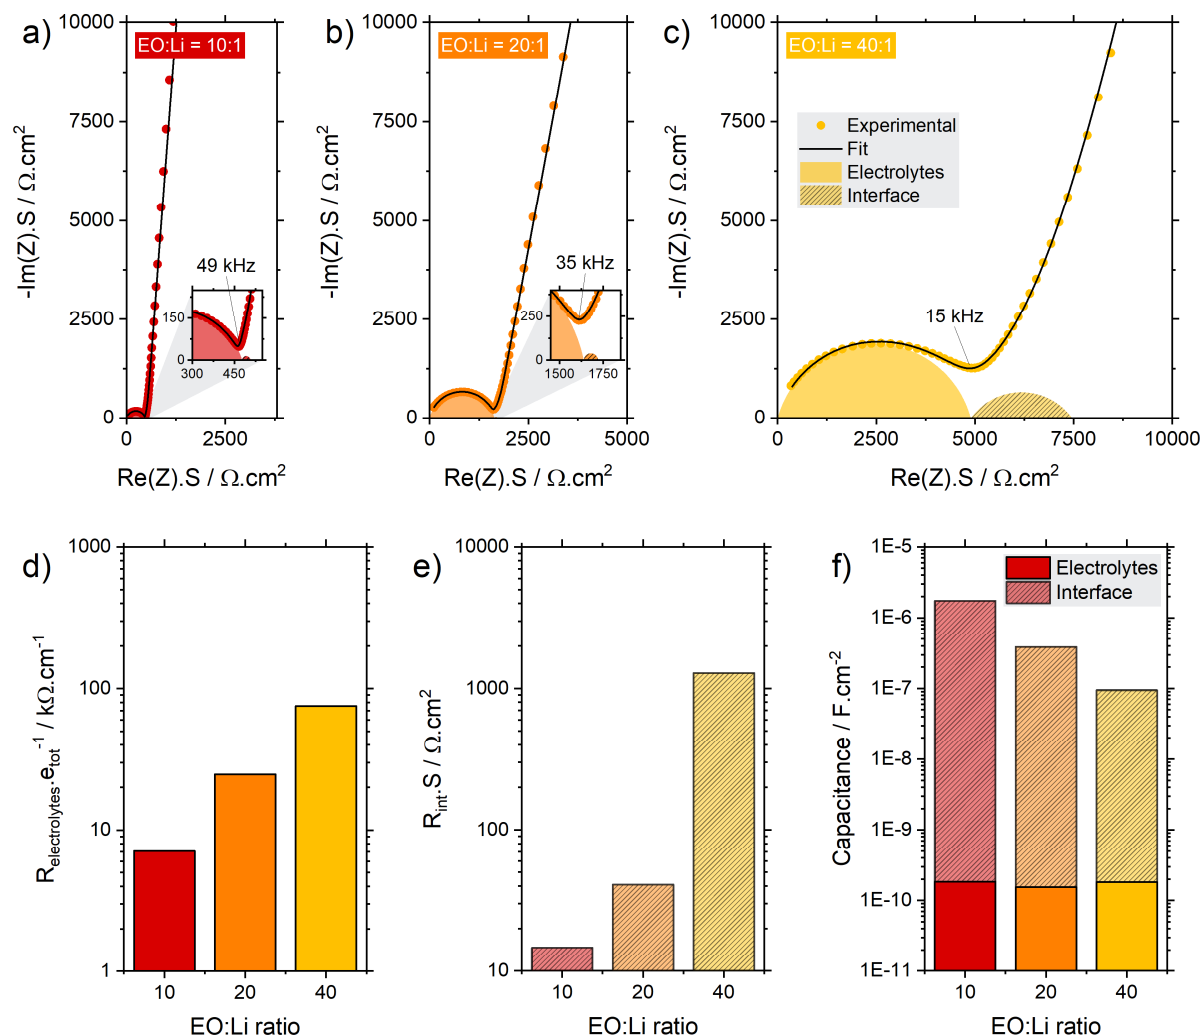 a)
EO:Li = 10:1
-Im(Z).S / Ω.cm²
10000
7500
5000
2500
0
49 kHz
150
0
300 450
0 2500
Re(Z).S / Ω.cm²
b)
EO:Li = 20:1
-Im(Z).S / Ω.cm²
10000
7500
5000
2500
0
35 kHz
250
0
1500 1750
0 2500 5000
Re(Z).S / Ω.cm²
c)
EO:Li = 40:1
-Im(Z).S / Ω.cm²
10000
7500
5000
2500
0
Experimental
Fit
Electrolytes
Interface
15 kHz
0 2500 5000 7500 10000
Re(Z).S / Ω.cm²
d)
R_electrolytes.e_tot⁻¹ / kΩ.cm⁻¹
1000
100
10
1
10 20 40
EO:Li ratio
e)
R_int.S / Ω.cm²
10000
1000
100
10
10 20 40
EO:Li ratio
f)
Capacitance / F.cm⁻²
1E-5
1E-6
1E-7
1E-8
1E-9
1E-10
1E-11
Electrolytes
Interface
10 20 40
EO:Li ratio